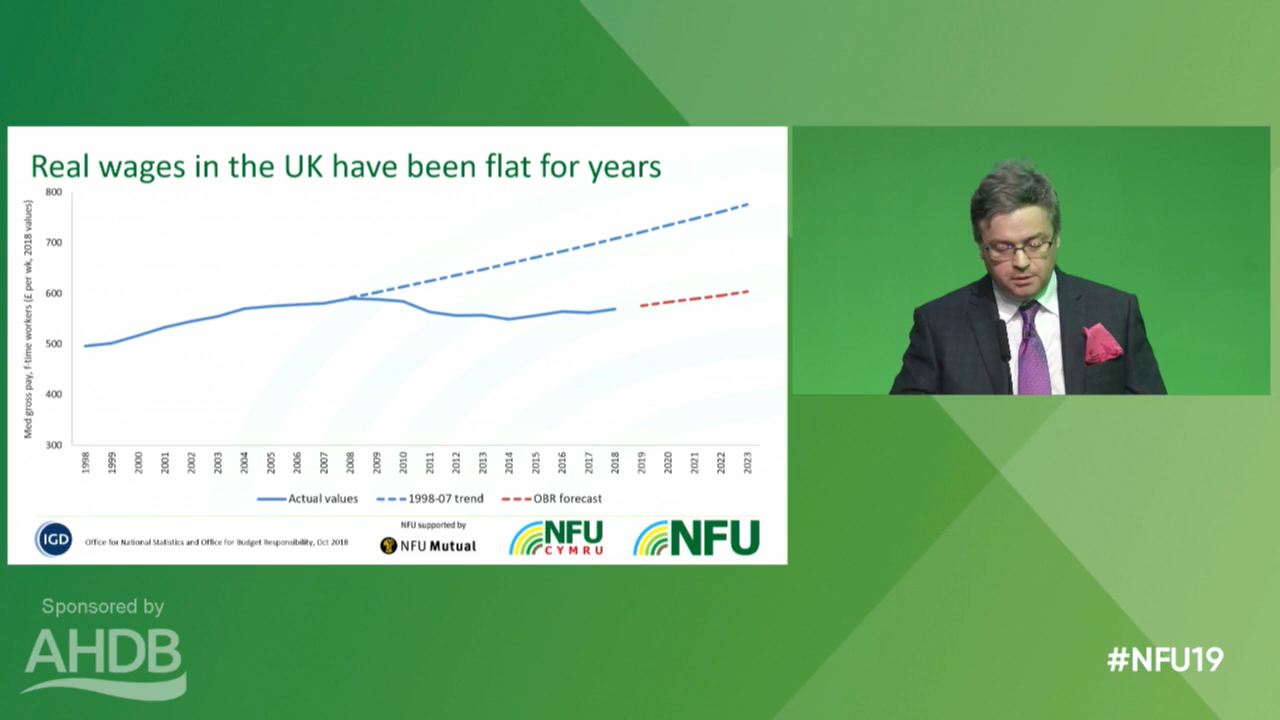 Real wages in the UK have been flat for years
Med gross pay, f-time workers (£ per wk, 2018 values)
800
700
600
500
400
300
1998
1999
2000
2001
2002
2003
2004
2005
2006
2007
2008
2009
2010
2011
2012
2013
2014
2015
2016
2017
2018
2019
2020
2021
2022
2023
Actual values
1998-07 trend
OBR forecast
IGD
Office for National Statistics and Office for Budget Responsibility, Oct 2018
NFU supported by
NFU Mutual
NFU
CYMRU
NFU
Sponsored by
AHDB
#NFU19